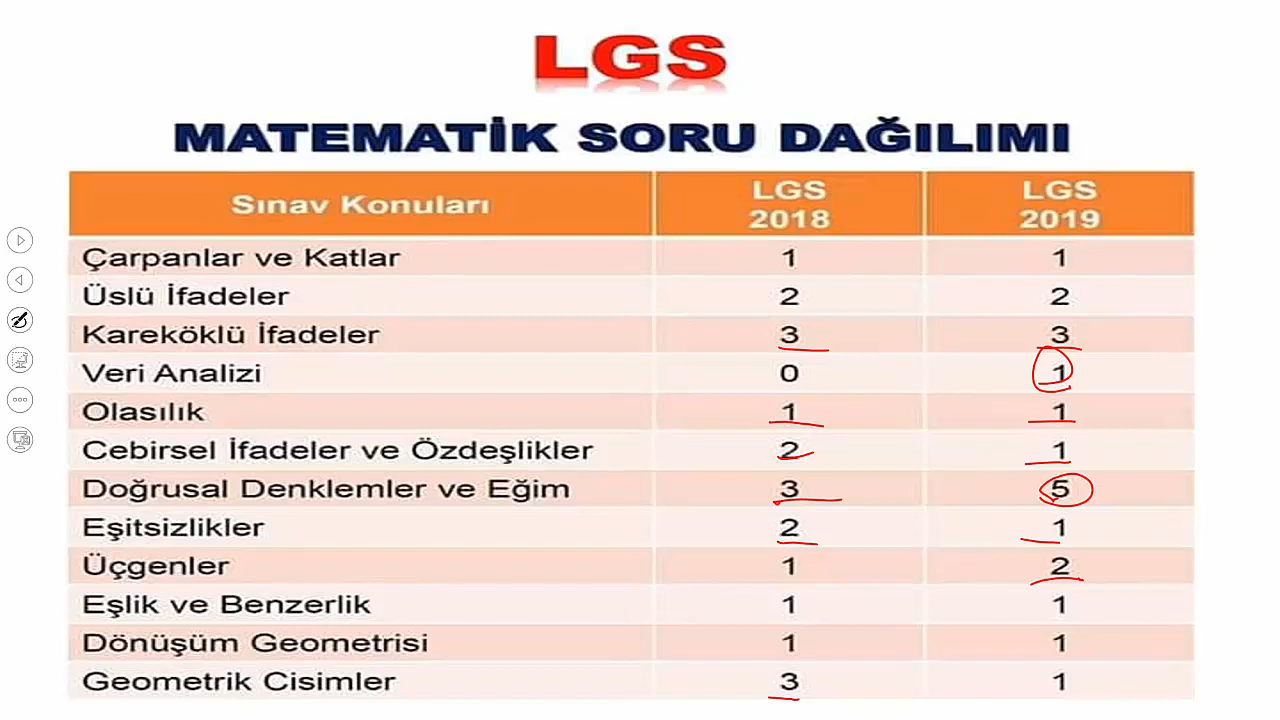 LGS
MATEMATİK SORU DAĞILIMI
Sınav Konuları LGS 2018 LGS 2019
Çarpanlar ve Katlar 1 1
Üslü İfadeler 2 2
Kareköklü İfadeler 3 3
Veri Analizi 0 1
Olasılık 1 1
Cebirsel İfadeler ve Özdeşlikler 2 1
Doğrusal Denklemler ve Eğim 3 5
Eşitsizlikler 2 1
Üçgenler 1 2
Eşlik ve Benzerlik 1 1
Dönüşüm Geometrisi 1 1
Geometrik Cisimler 3 1